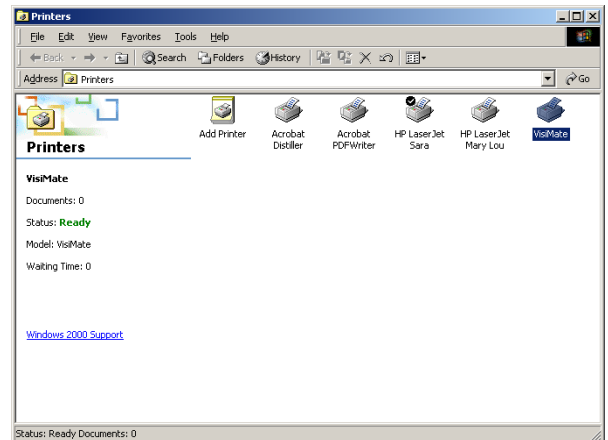 Printers
File Edit View Favorites Tools Help
Back Search Folders History
Address Printers Go
Printers
VisiMate
Documents: 0
Status: Ready
Model: VisiMate
Waiting Time: 0
Windows 2000 Support
Add Printer
Acrobat
Distiller
Acrobat
PDFWriter
HP LaserJet
Sara
HP LaserJet
Mary Lou
VisiMate
Status: Ready Documents: 0